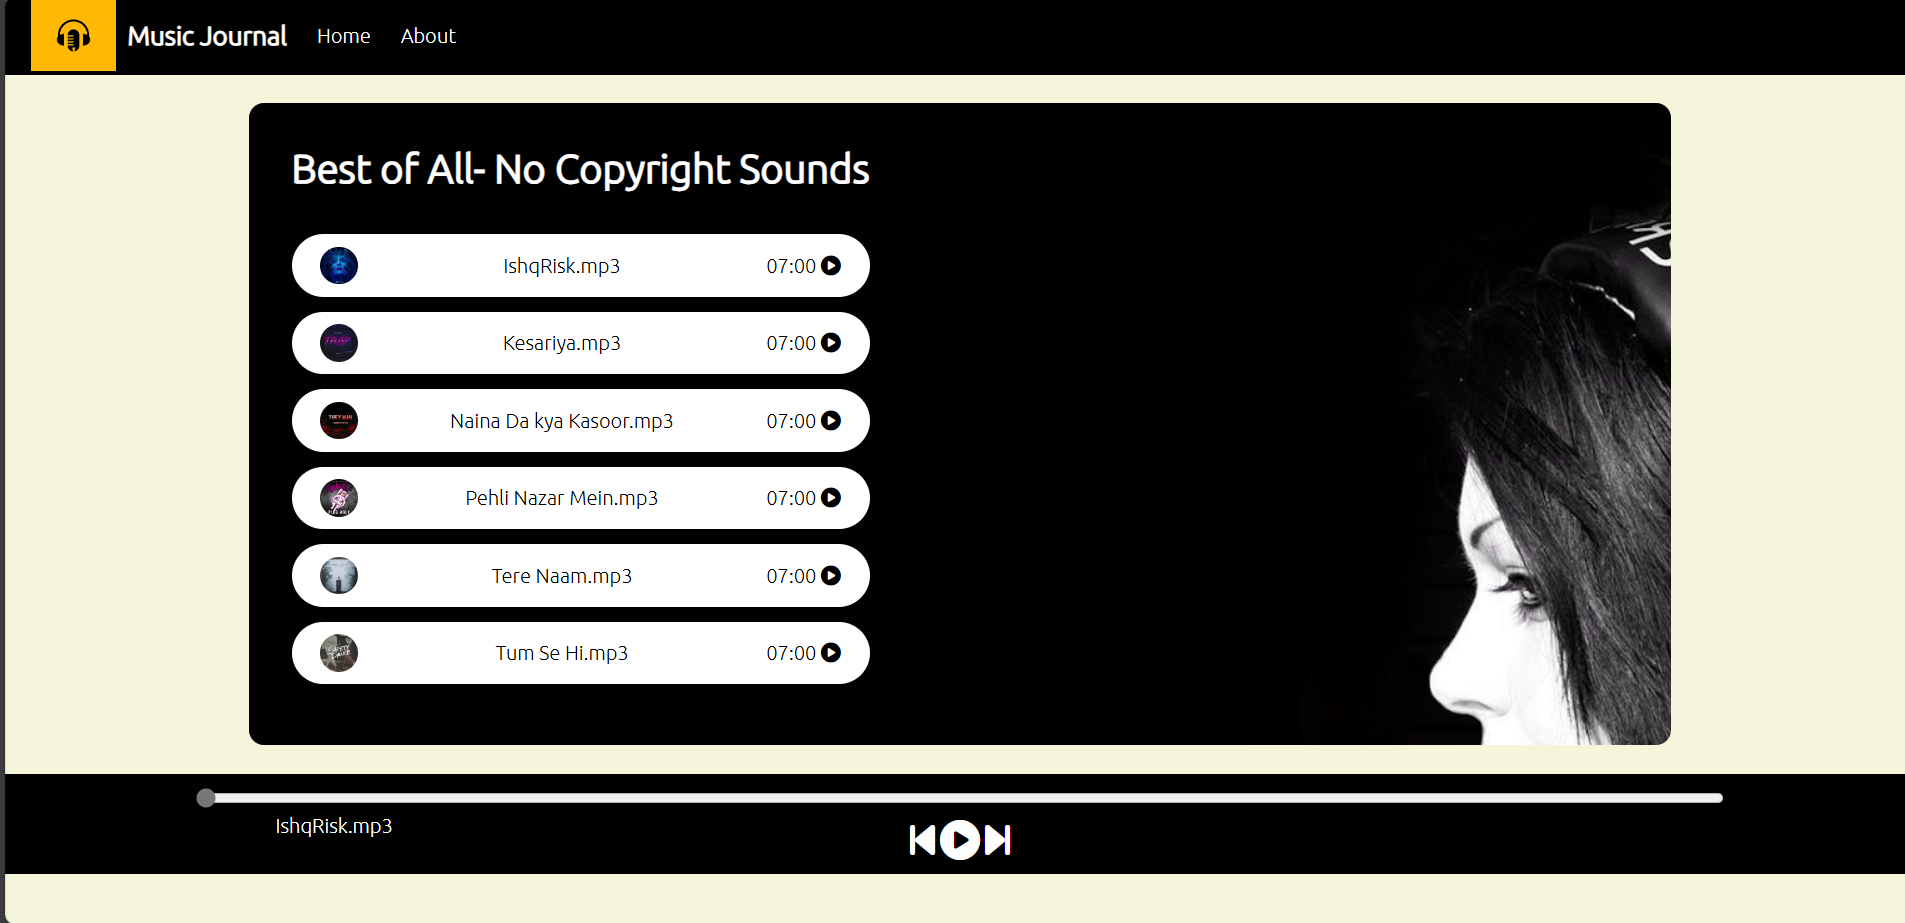 Music Journal Home About
Best of All- No Copyright Sounds
IshqRisk.mp3 07:00
Kesariya.mp3 07:00
Naina Da kya Kasoor.mp3 07:00
Pehli Nazar Mein.mp3 07:00
Tere Naam.mp3 07:00
Tum Se Hi.mp3 07:00
IshqRisk.mp3